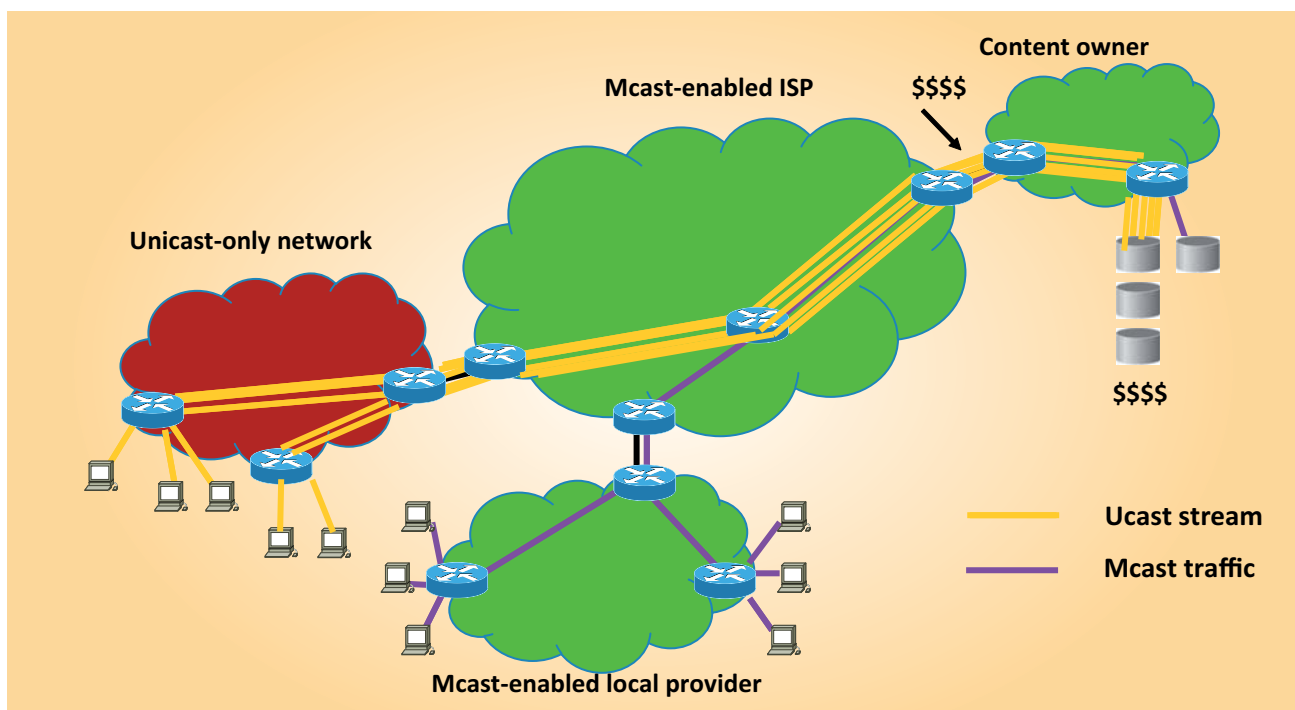 Content owner
Mcast-enabled ISP
$$$$
Unicast-only network
$$$$
Ucast stream
Mcast traffic
Mcast-enabled local provider